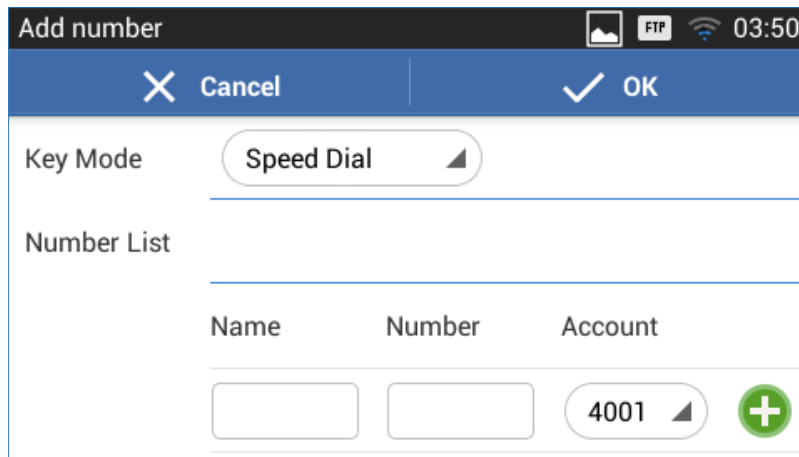 Add number FTP 03:50
Cancel OK
Key Mode Speed Dial
Number List
Name Number Account
4001